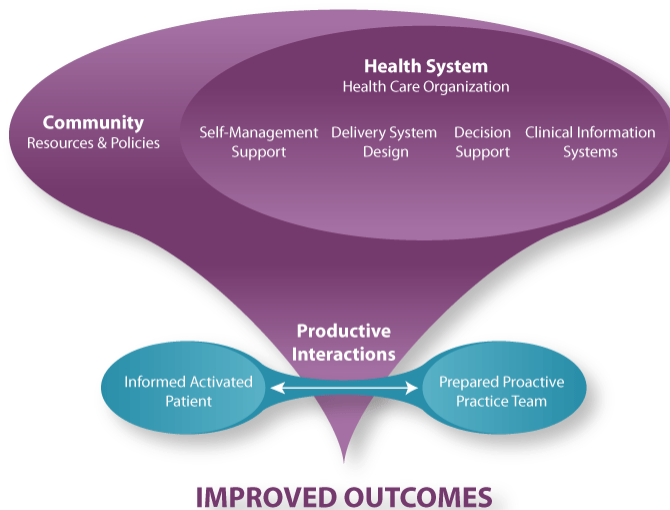 Health System
Health Care Organization
Community
Resources & Policies
Self-Management
Support
Delivery System
Design
Decision
Support
Clinical Information
Systems
Productive
Interactions
Informed Activated
Patient
Prepared Proactive
Practice Team
IMPROVED OUTCOMES